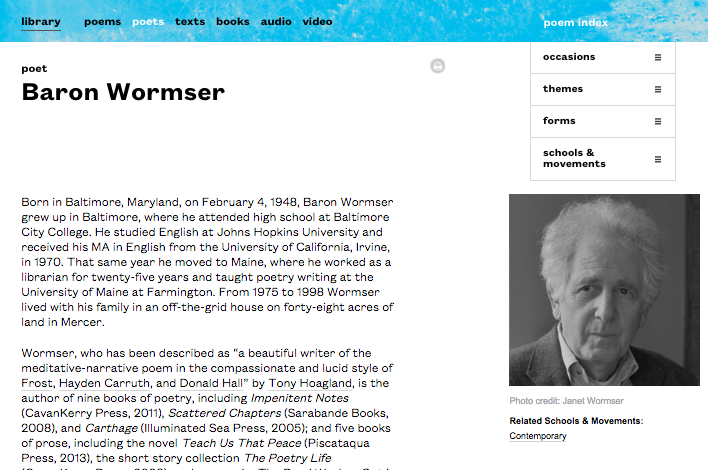 library poems poets texts books audio video poem index
occasions
themes
forms
schools &
movements
poet
Baron Wormser
Born in Baltimore, Maryland, on February 4, 1948, Baron Wormser
grew up in Baltimore, where he attended high school at Baltimore
City College. He studied English at Johns Hopkins University and
received his MA in English from the University of California, Irvine,
in 1970. That same year he moved to Maine, where he worked as a
librarian for twenty-five years and taught poetry writing at the
University of Maine at Farmington. From 1975 to 1998 Wormser
lived with his family in an off-the-grid house on forty-eight acres of
land in Mercer.
Wormser, who has been described as “a beautiful writer of the
meditative-narrative poem in the compassionate and lucid style of
Frost, Hayden Carruth, and Donald Hall” by Tony Hoagland, is the
author of nine books of poetry, including Impenitent Notes
(CavanKerry Press, 2011), Scattered Chapters (Sarabande Books,
2008), and Carthage (Illuminated Sea Press, 2005); and five books
of prose, including the novel Teach Us That Peace (Piscataqua
Press, 2013), the short story collection The Poetry Life
Photo credit: Janet Wormser
Related Schools & Movements:
Contemporary